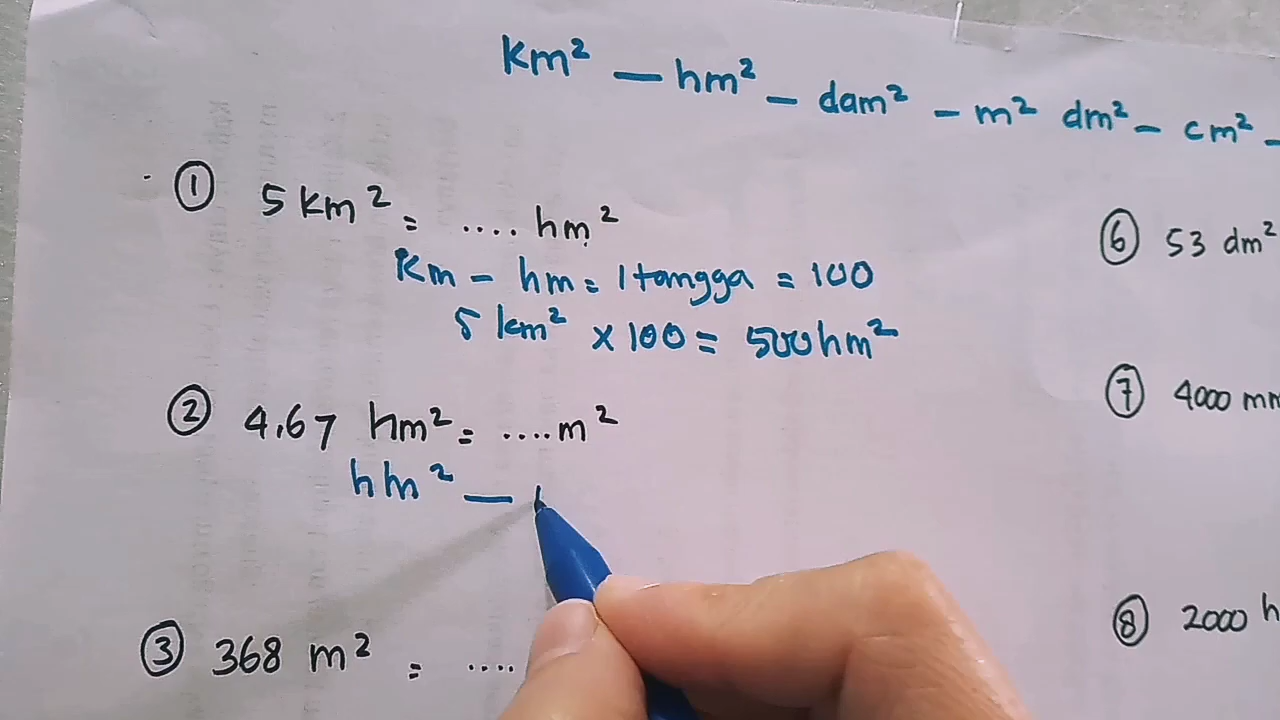 km² — hm² — dam² — m² dm² — cm² —
① 5 km² = .... hm²
km – hm = 1 tangga = 100
5 km² × 100 = 500 hm²
② 4,67 hm² = .... m²
hm² —
③ 368 m² = ....
⑥ 53 dm²
⑦ 4000 mm
⑧ 2000 h